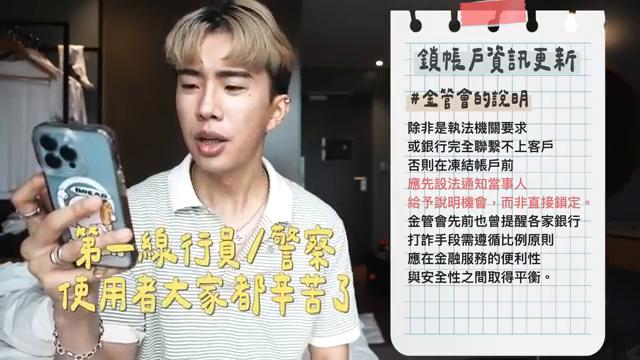 鎖帳戶資訊更新
#金管會的說明
除非是執法機關要求
或銀行完全聯繫不上客戶
否則在凍結帳戶前
應先設法通知當事人
給予說明機會，而非直接鎖定。
金管會先前也曾提醒各家銀行
打詐手段需遵循比例原則
應在金融服務的便利性
與安全性之間取得平衡。
BREAD
第一線行員/警察
使用者大家都辛苦了